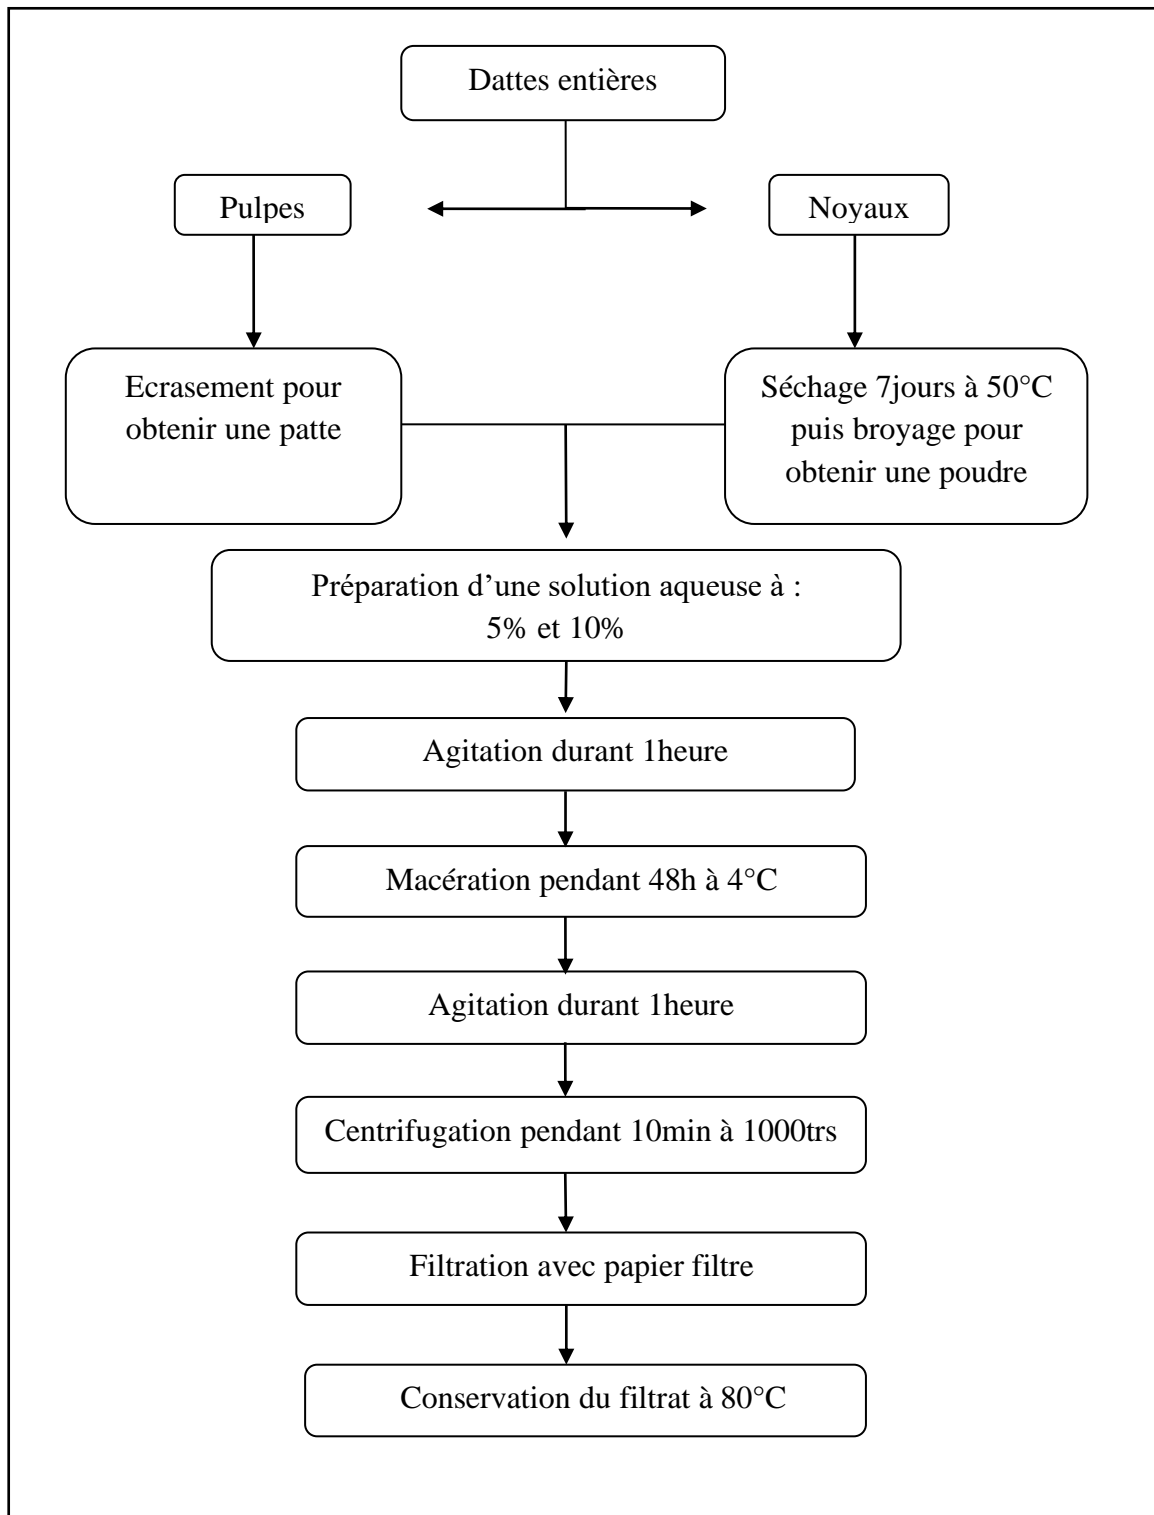 Dattes entières
Pulpes
Noyaux
Ecrasement pour
obtenir une patte
Séchage 7jours à 50°C
puis broyage pour
obtenir une poudre
Préparation d’une solution aqueuse à :
5% et 10%
Agitation durant 1heure
Macération pendant 48h à 4°C
Agitation durant 1heure
Centrifugation pendant 10min à 1000trs
Filtration avec papier filtre
Conservation du filtrat à 80°C